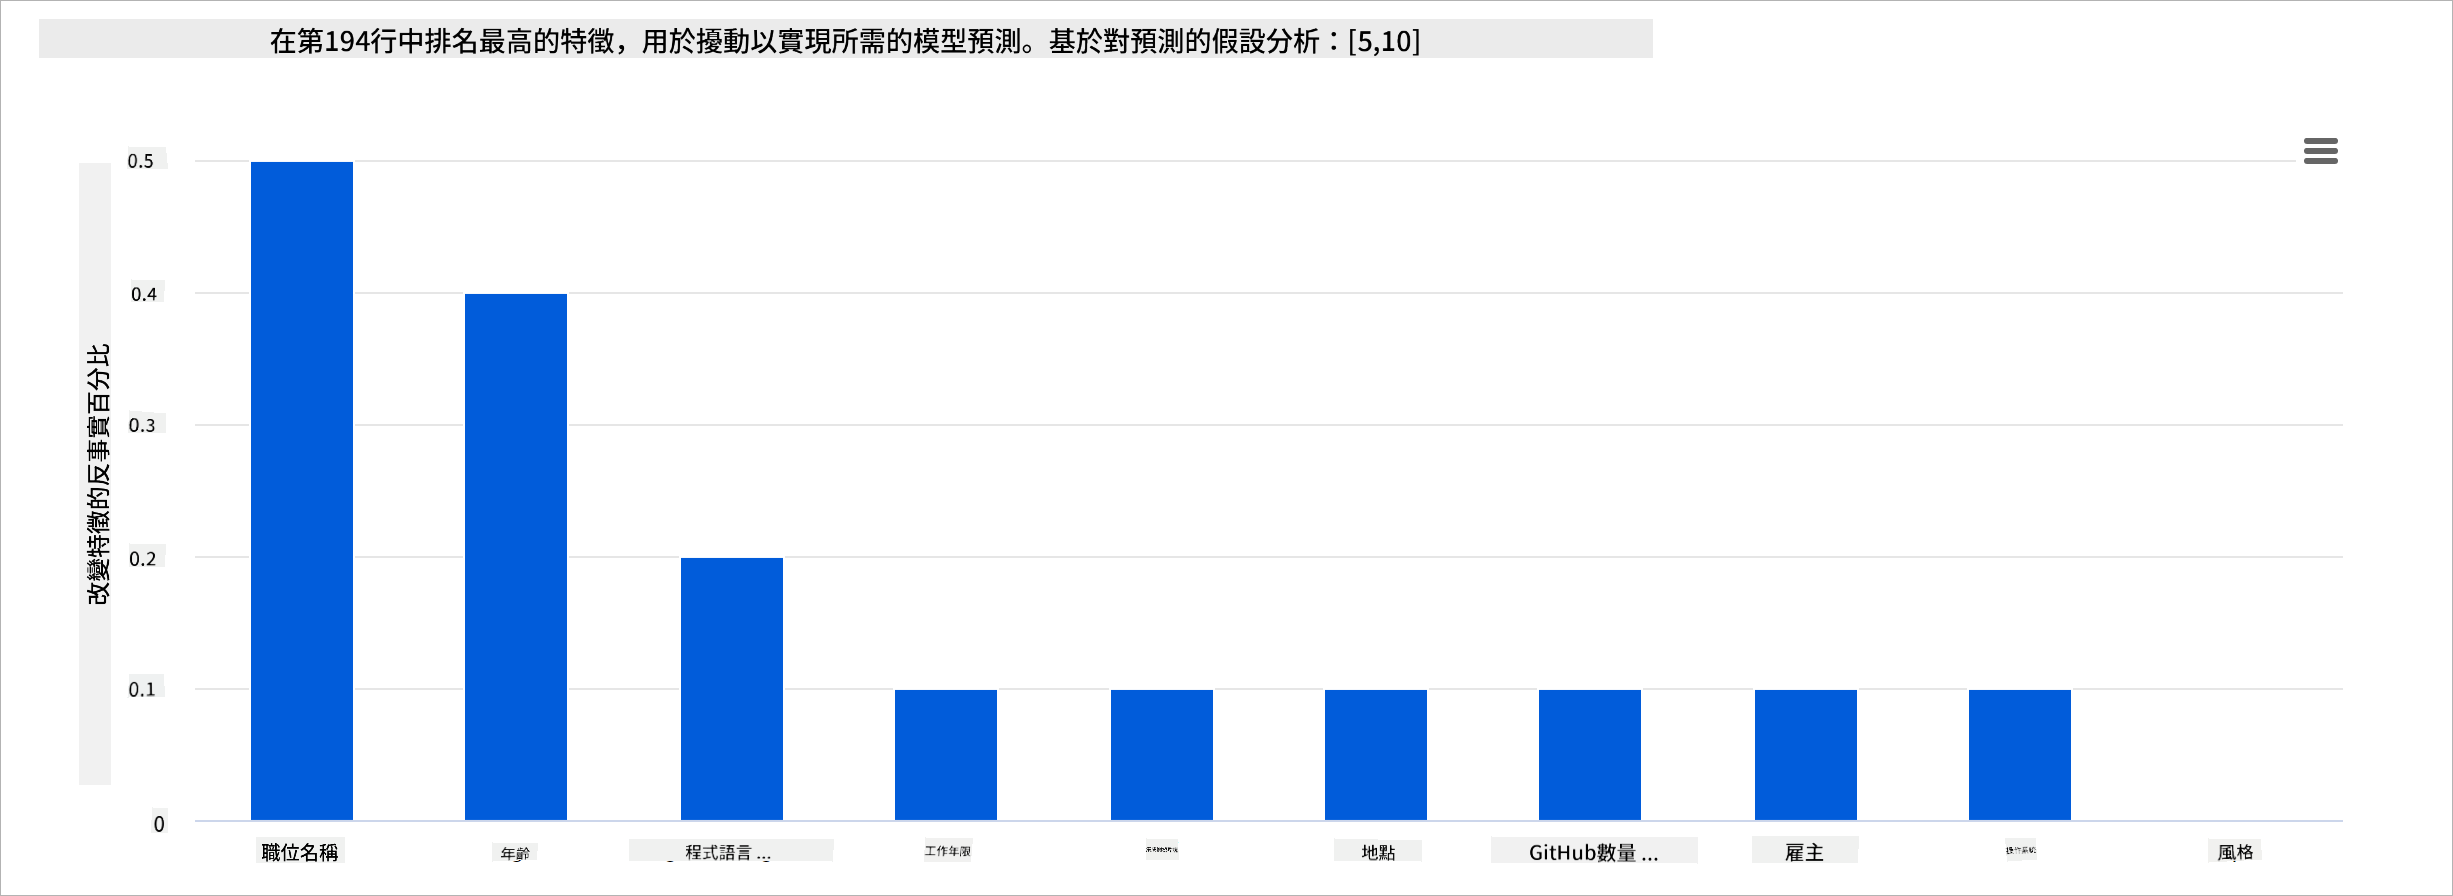 在第194行中排名最高的特徵，用於擾動以實現所需的模型預測。基於對預測的假設分析：[5,10]
改變特徵的反事實百分比
0.5
0.4
0.3
0.2
0.1
0
職位名稱
年齡
程式語言 ...
工作年限
地點
GitHub數量 ...
雇主
操作系統
風格